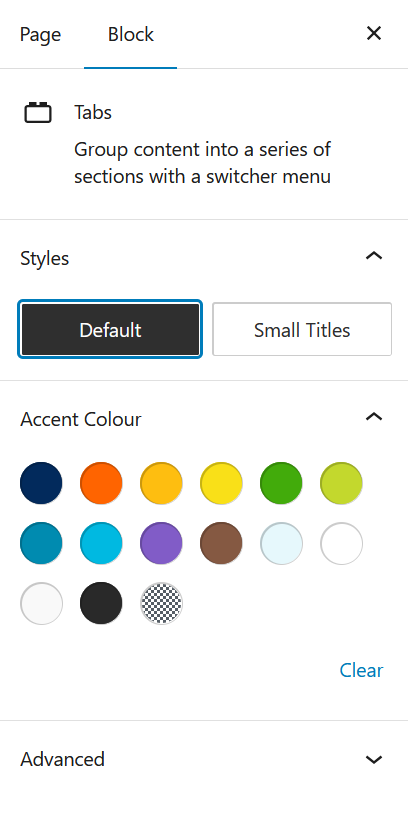 Page
Block
Tabs
Group content into a series of
sections with a switcher menu
Styles
Default
Small Titles
Accent Colour
Clear
Advanced